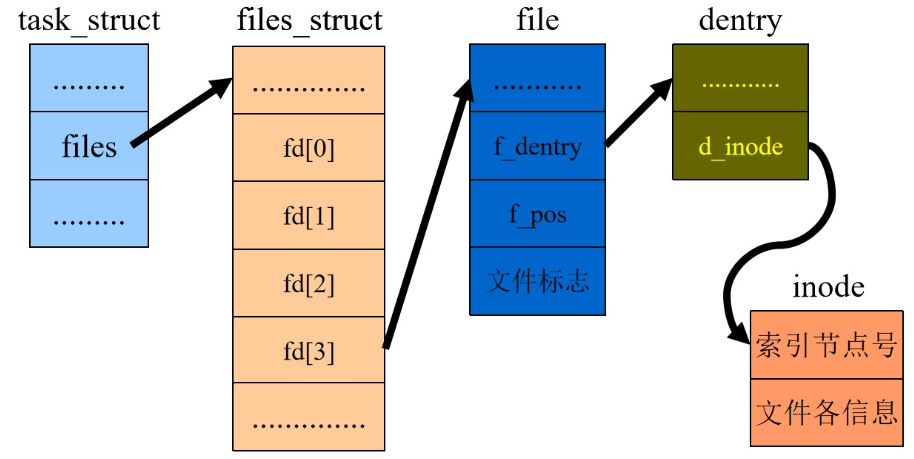 task_struct
.........
files
.........
files_struct
..............
fd[0]
fd[1]
fd[2]
fd[3]
..............
file
...........
f_dentry
f_pos
文件标志
dentry
............
d_inode
inode
索引节点号
文件各信息